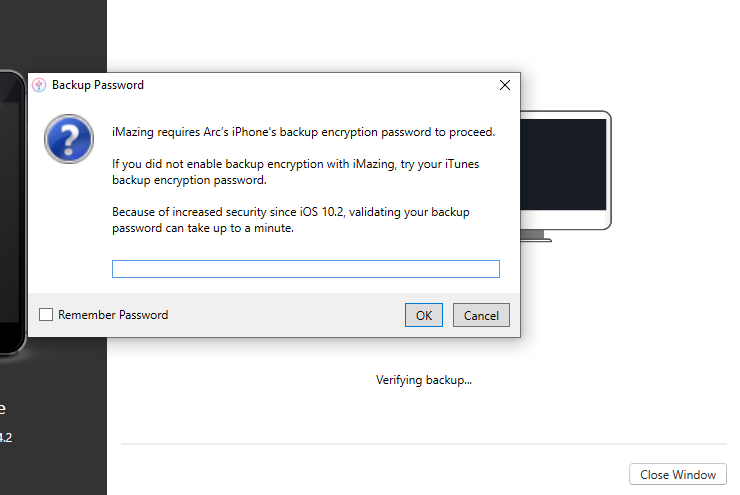 Backup Password
iMazing requires Arc's iPhone's backup encryption password to proceed.
If you did not enable backup encryption with iMazing, try your iTunes
backup encryption password.
Because of increased security since iOS 10.2, validating your backup
password can take up to a minute.
Remember Password
OK
Cancel
Verifying backup...
e
4.2
Close Window